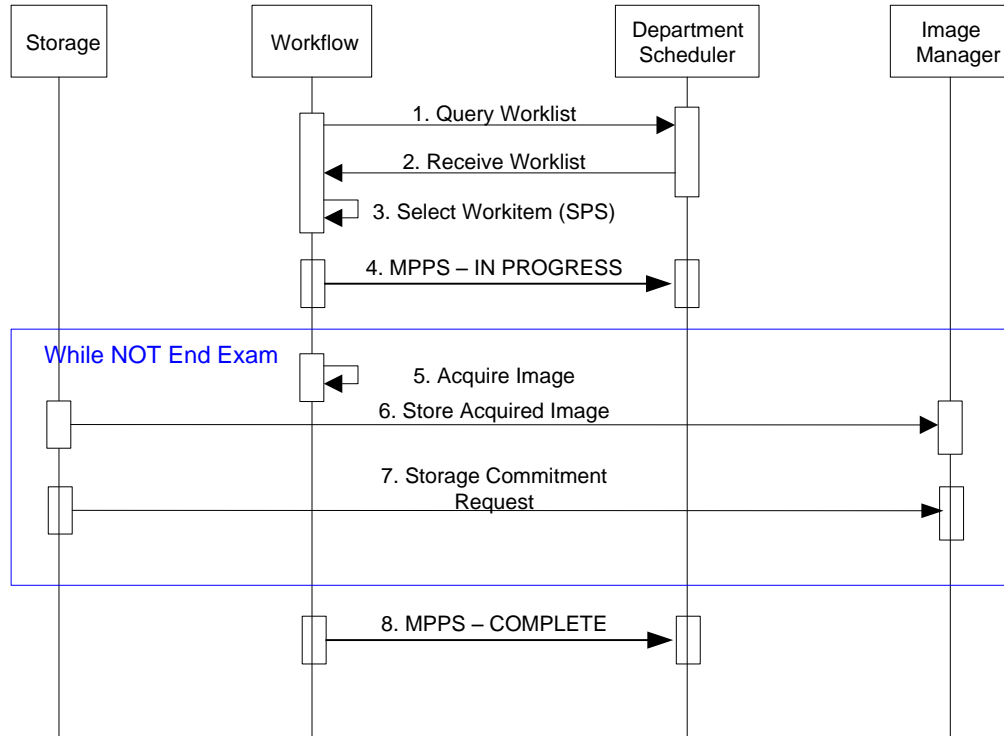 Storage
Workflow
Department
Scheduler
Image
Manager
1. Query Worklist
2. Receive Worklist
3. Select Workitem (SPS)
4. MPPS – IN PROGRESS
While NOT End Exam
5. Acquire Image
6. Store Acquired Image
7. Storage Commitment
Request
8. MPPS – COMPLETE